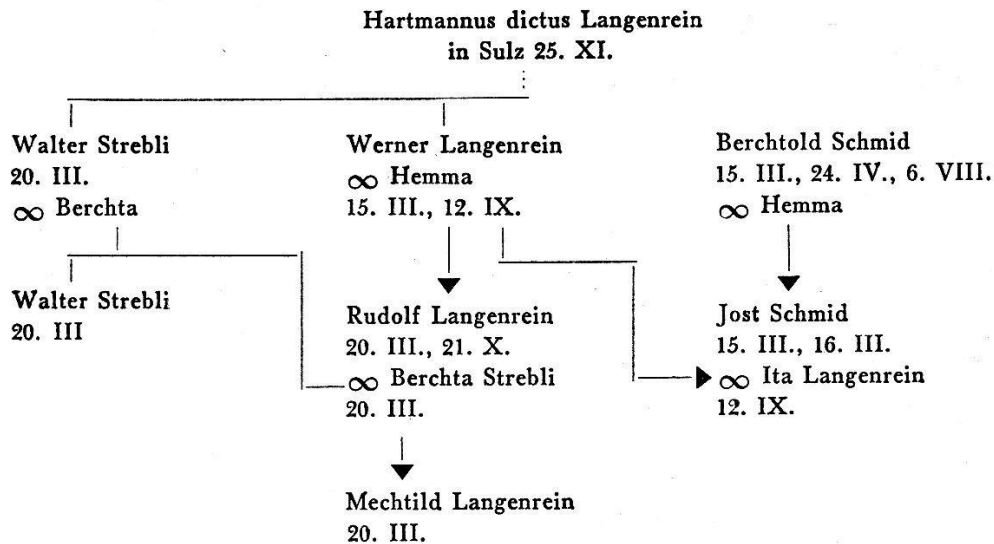 Hartmannus dictus Langenrein
in Sulz 25. XI.
Walter Strebli
20. III.
∞ Berchta
Werner Langenrein
∞ Hemma
15. III., 12. IX.
Berchtold Schmid
15. III., 24. IV., 6. VIII.
∞ Hemma
Walter Strebli
20. III
Rudolf Langenrein
20. III., 21. X.
∞ Berchta Strebli
20. III.
Jost Schmid
15. III., 16. III.
∞ Ita Langenrein
12. IX.
Mechtild Langenrein
20. III.